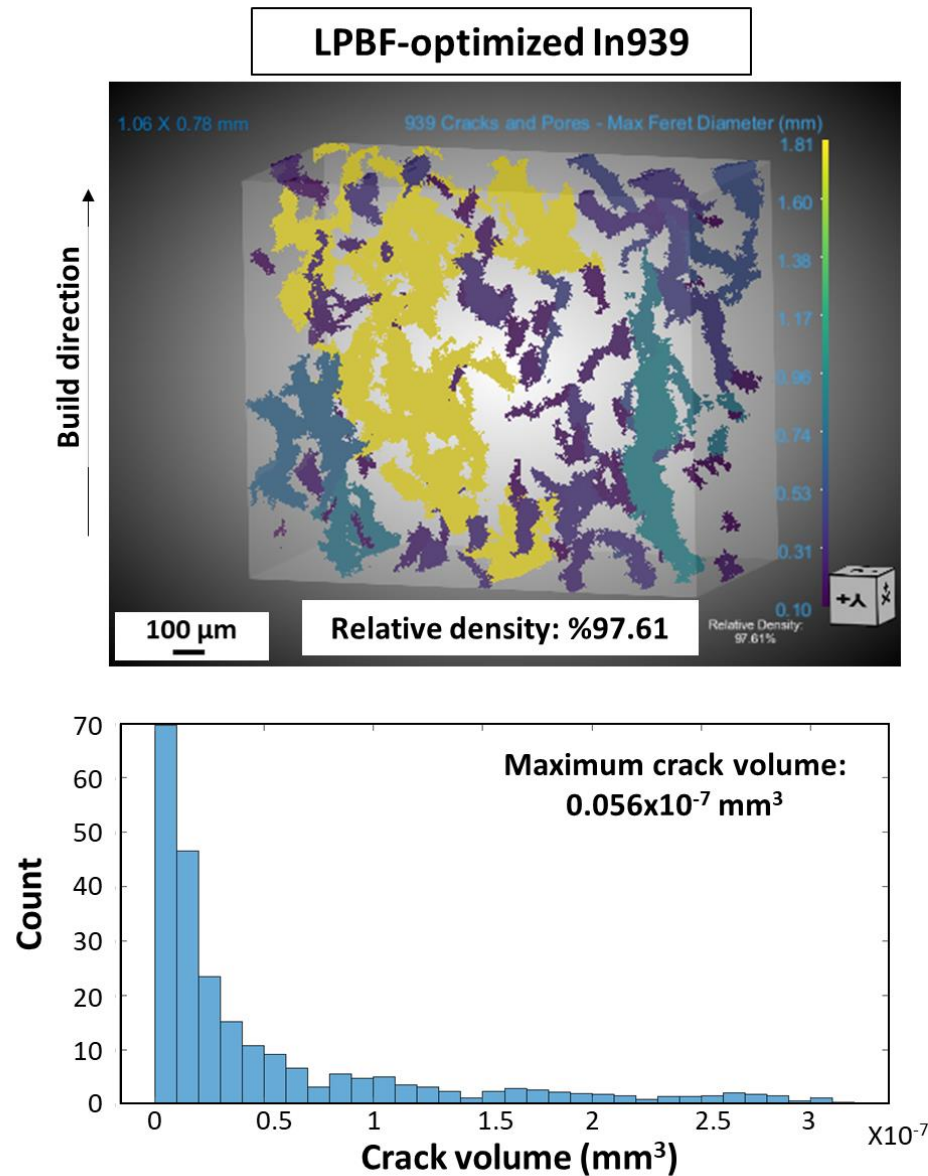 LPBF-optimized In939
1.06 X 0.78 mm
939 Cracks and Pores - Max Feret Diameter (mm)
1.81
1.60
1.38
1.17
0.96
0.74
0.53
0.31
0.10
Build direction
100 µm
Relative density: %97.61
Relative Density:
97.61%
Y+
X+
70
60
50
40
30
20
10
0
Count
Maximum crack volume:
0.056x10⁻⁷ mm³
0 0.5 1 1.5 2 2.5 3
X10⁻⁷
Crack volume (mm³)